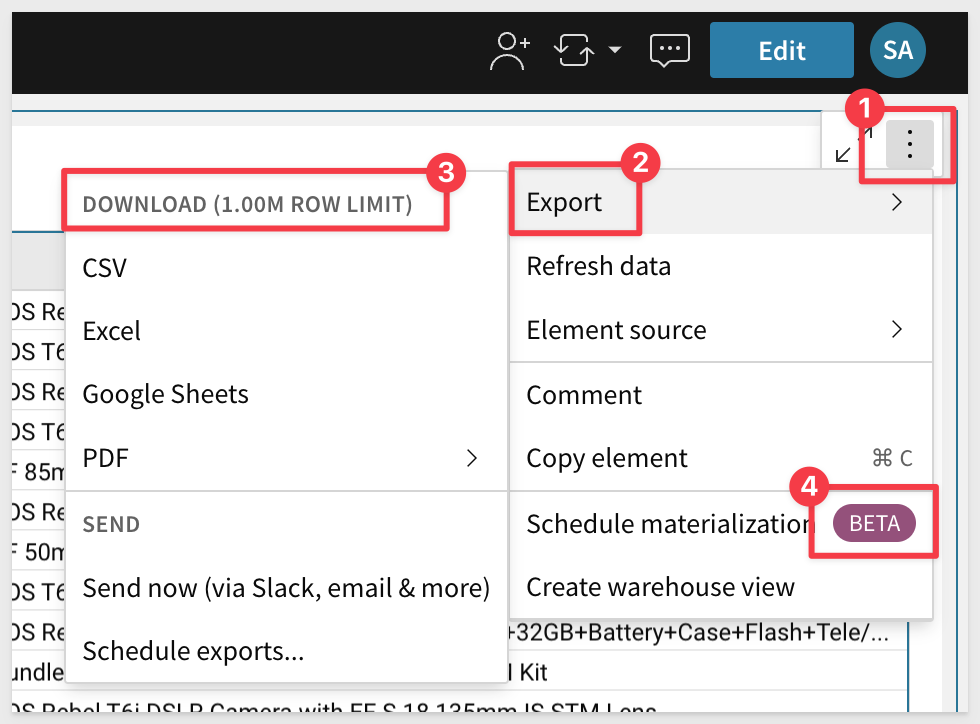 Edit
SA
1
2
3
DOWNLOAD (1.00M ROW LIMIT)
CSV
Excel
Google Sheets
PDF
SEND
Send now (via Slack, email & more)
Schedule exports...
Export
Refresh data
Element source
Comment
Copy element ⌘ C
4
Schedule materialization BETA
Create warehouse view
OS Re
OS T6
OS Re
OS T6
F 85m
OS Re
F 50m
OS T6
OS Re +32GB+Battery+Case+Flash+Tele/...
undle Kit
OS Rebel T6i DSLR Camera with EF-S 18-135mm IS STM Lens